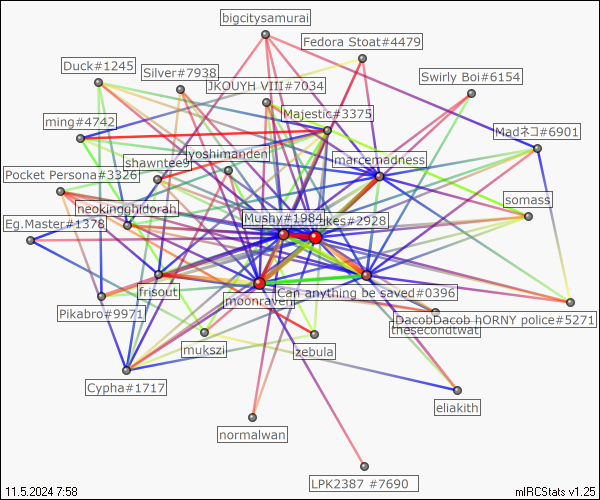 bigcitysamurai
Fedora Stoat#4479
Duck#1245
Silver#7938
Swirly Boi#6154
JKOUYH VIII#7034
ming#4742
Majestic#3375
Madネコ#6901
shawntee9
yoshimanden
marcemadness
Pocket Persona#3326
somass
neokingghidorah
Eg.Master#1378
Mushy#1984
kes#2928
frisout
moonraven
Can anything be saved#0396
Pikabro#9971
DacobDacob hORNY police#5271
thesecondtwat
mukszi
zebula
Cypha#1717
eliakith
normalwan
LPK2387 #7690
11.5.2024 7:58
mIRCStats v1.25